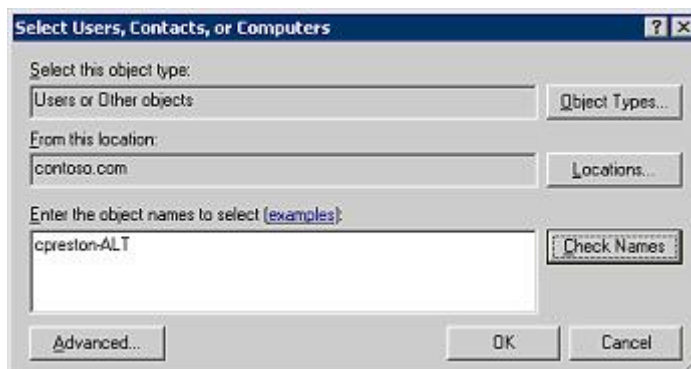 Select Users, Contacts, or Computers
Select this object type:
Users or Other objects
Object Types...
From this location:
contoso.com
Locations...
Enter the object names to select (examples):
cpreston-ALT
Check Names
Advanced...
OK
Cancel